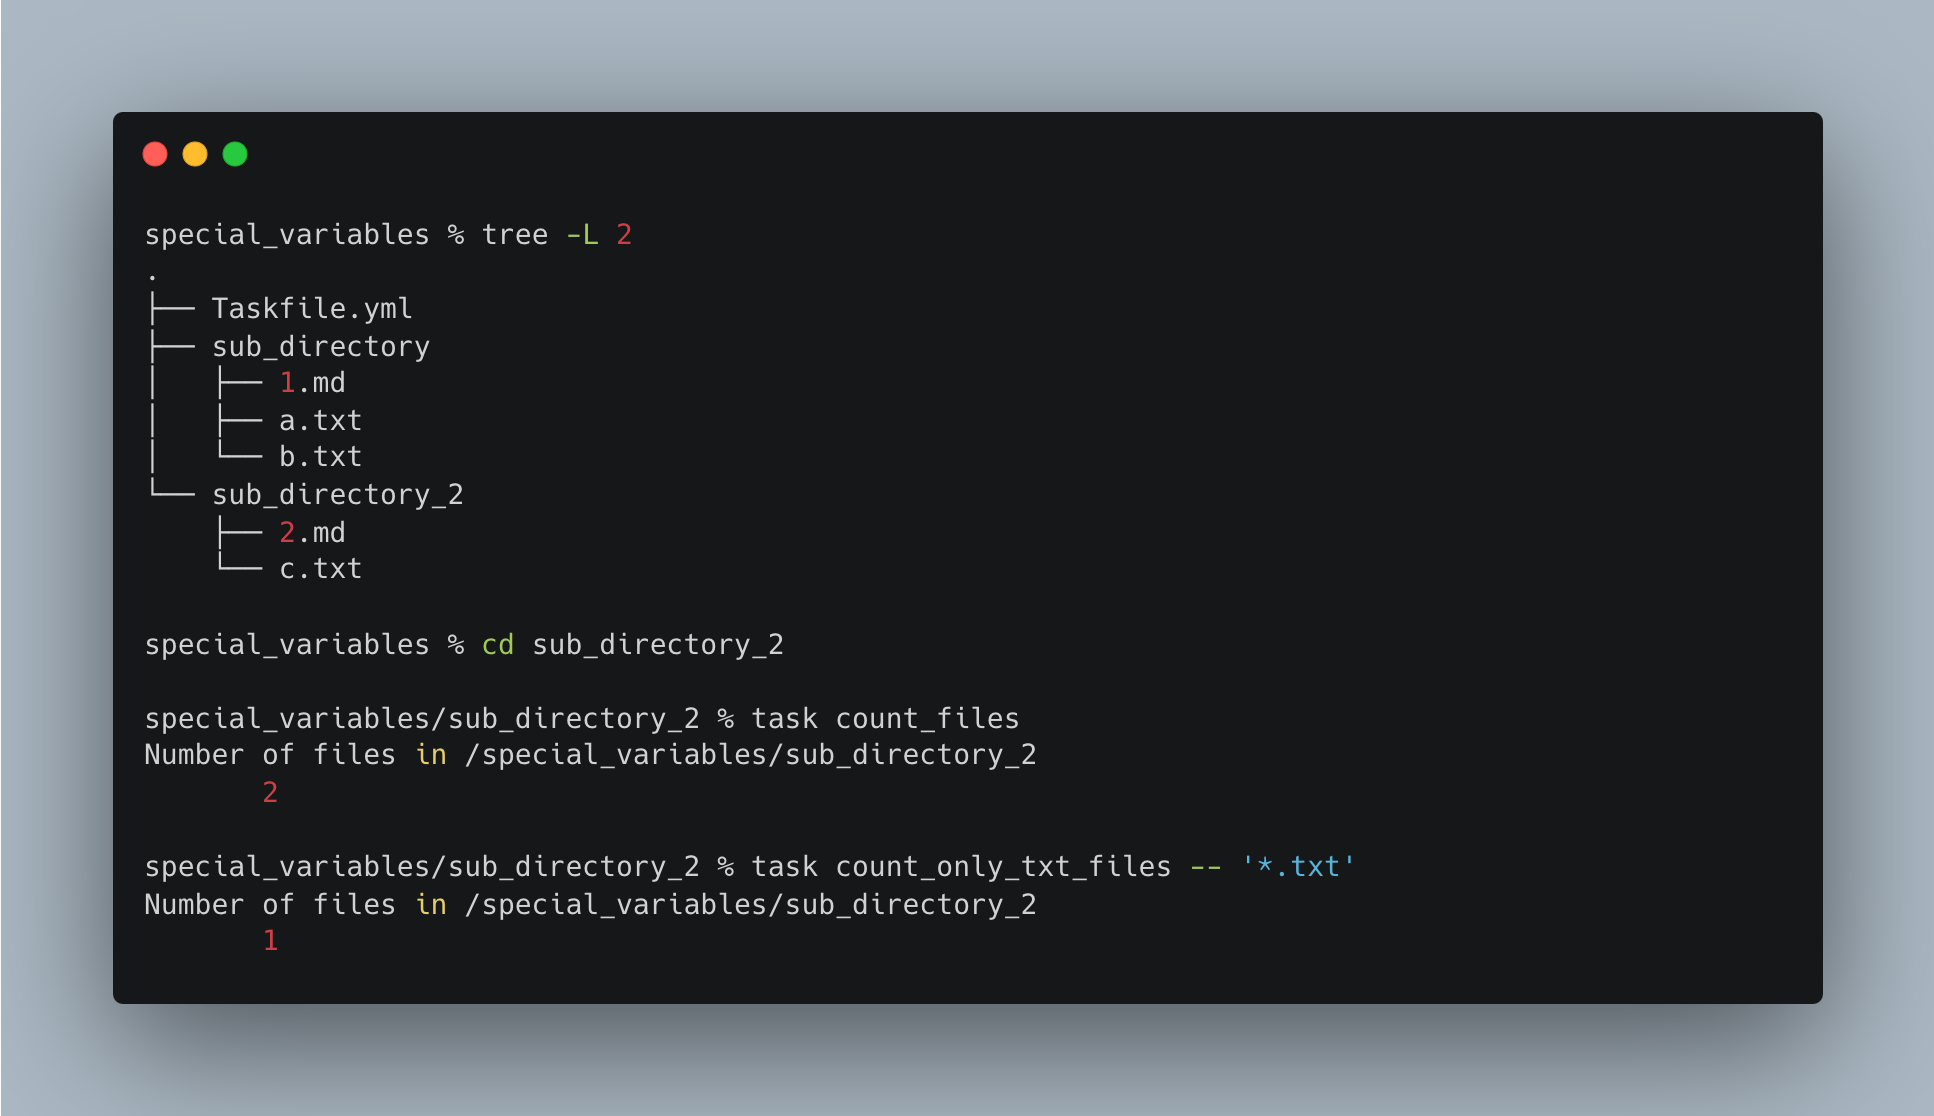 special_variables % tree -L 2
.
├── Taskfile.yml
├── sub_directory
│   ├── 1.md
│   ├── a.txt
│   └── b.txt
└── sub_directory_2
    ├── 2.md
    └── c.txt
special_variables % cd sub_directory_2
special_variables/sub_directory_2 % task count_files
Number of files in /special_variables/sub_directory_2
       2
special_variables/sub_directory_2 % task count_only_txt_files -- '*.txt'
Number of files in /special_variables/sub_directory_2
       1